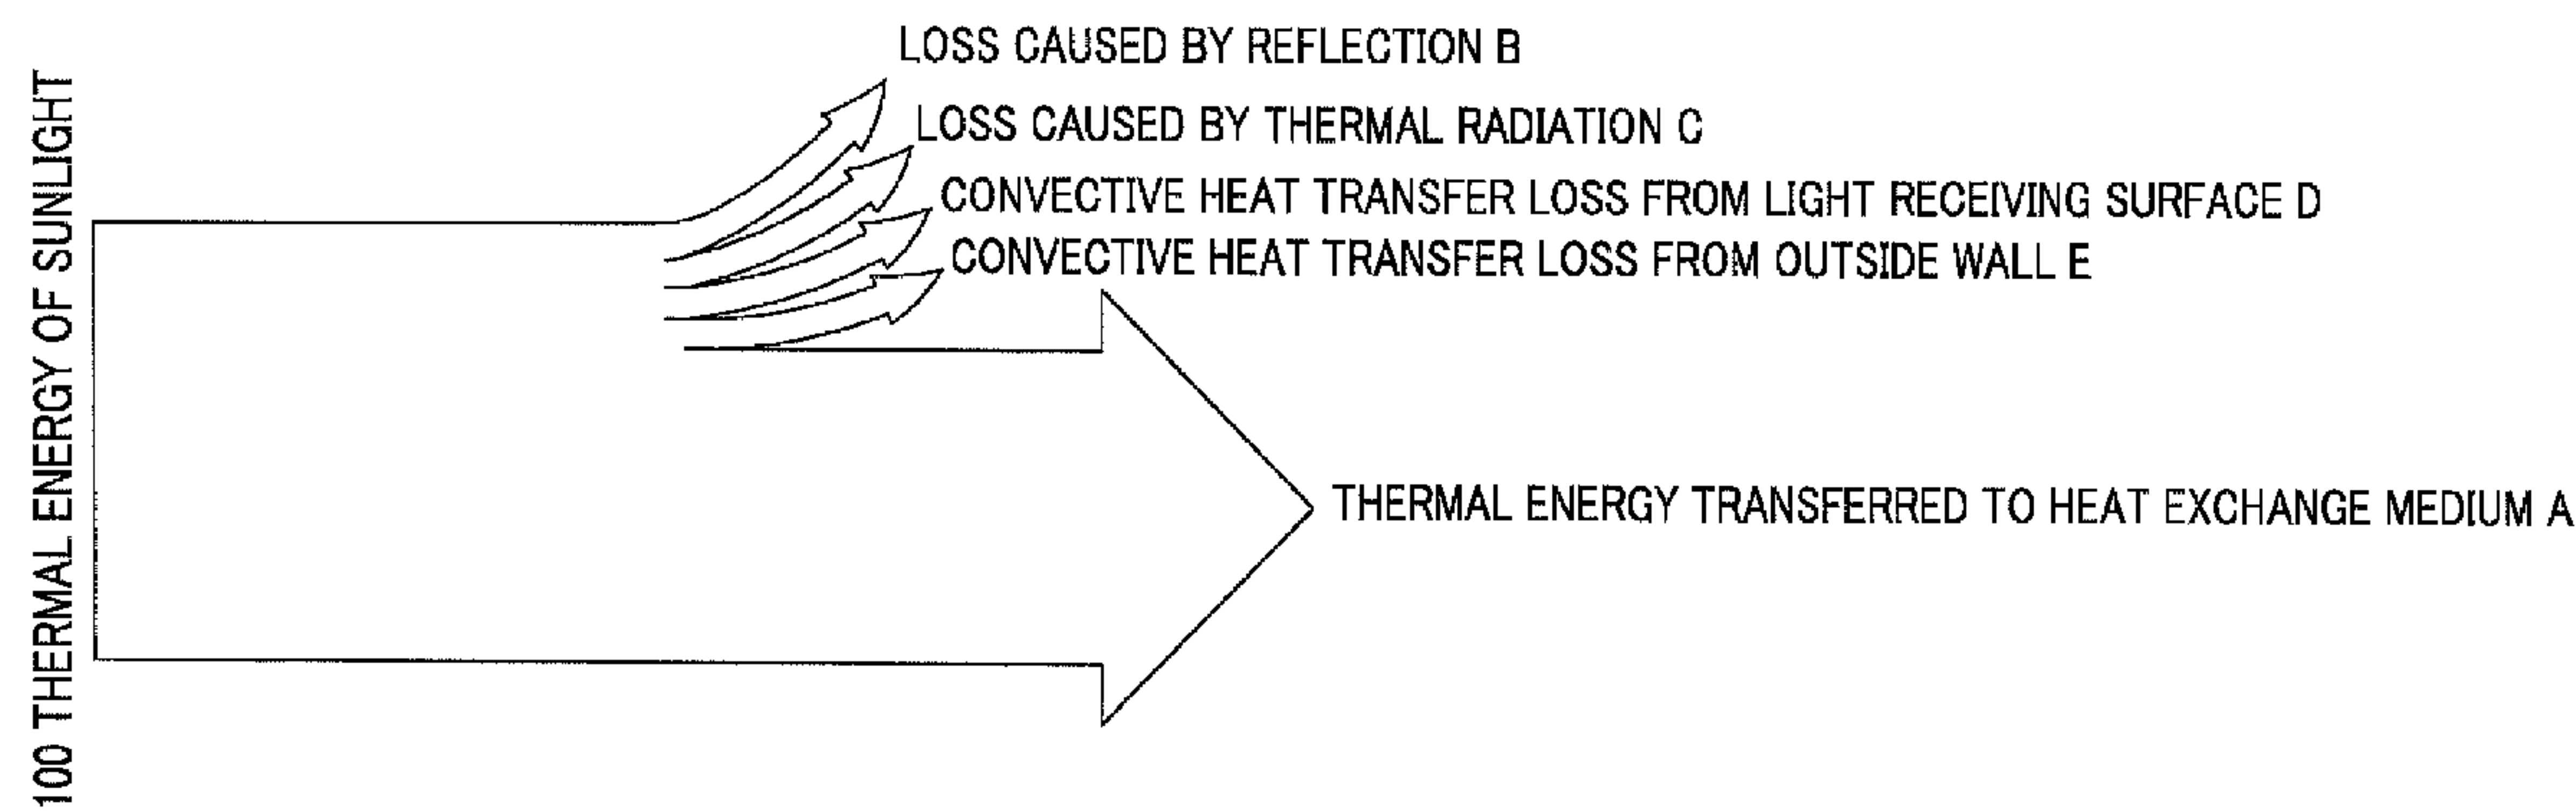 100 THERMAL ENERGY OF SUNLIGHT
LOSS CAUSED BY REFLECTION B
LOSS CAUSED BY THERMAL RADIATION C
CONVECTIVE HEAT TRANSFER LOSS FROM LIGHT RECEIVING SURFACE D
CONVECTIVE HEAT TRANSFER LOSS FROM OUTSIDE WALL E
THERMAL ENERGY TRANSFERRED TO HEAT EXCHANGE MEDIUM A